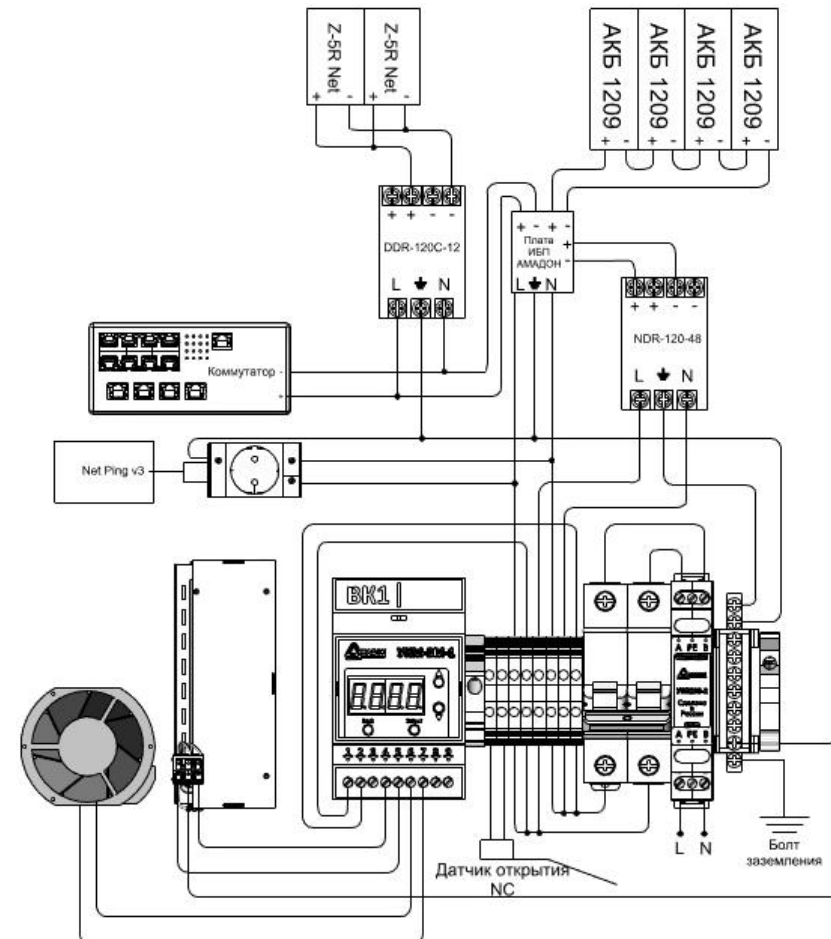 Z-5R Net
Z-5R Net
+ - + -
АКБ 1209
АКБ 1209
АКБ 1209
АКБ 1209
+ - + - + - + -
+ + - -
DDR-120C-12
L N
+ - + -
Плата
ИБП
АМАДОН
+
-
L N
+ + - -
NDR-120-48
L N
Коммутатор
Net Ping v3
ВК1
1 2 3 4 5 6 7 8 9
A PE B
Сделано
в
России
A PE B
L N
Болт
заземления
Датчик открытия
NC